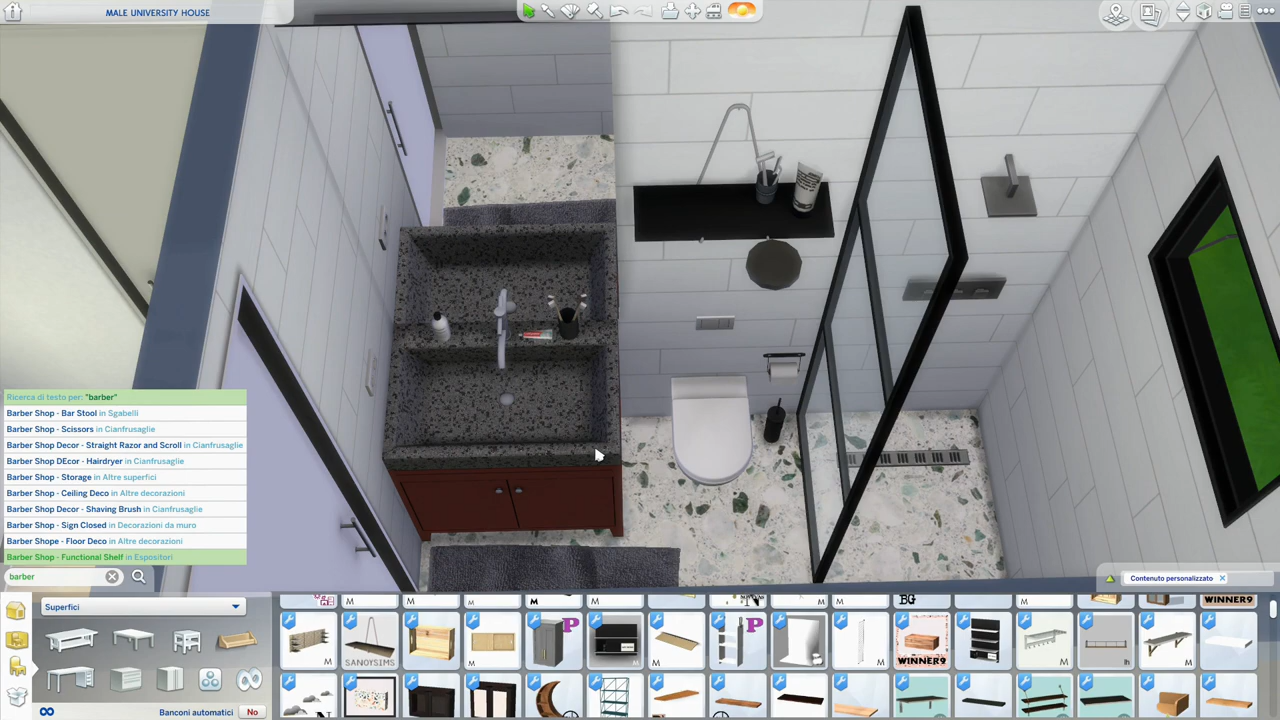 MALE UNIVERSITY HOUSE
Ricerca di testo per: "barber"
Barber Shop - Bar Stool in Sgabelli
Barber Shop - Scissors in Cianfrusaglie
Barber Shop Decor - Straight Razor and Scroll in Cianfrusaglie
Barber Shop DEcor - Hairdryer in Cianfrusaglie
Barber Shop - Storage in Altre superfici
Barber Shop - Ceiling Deco in Altre decorazioni
Barber Shop Decor - Shaving Brush in Cianfrusaglie
Barber Shop - Sign Closed in Decorazioni da muro
Barber Shope - Floor Deco in Altre decorazioni
Barber Shop - Functional Shelf in Espositori
barber
Contenuto personalizzato
Superfici
M M M M M M M BG M WINNER9
M SANOYSIMS M P M M P M WINNER9 M lh M
Banconi automatici No